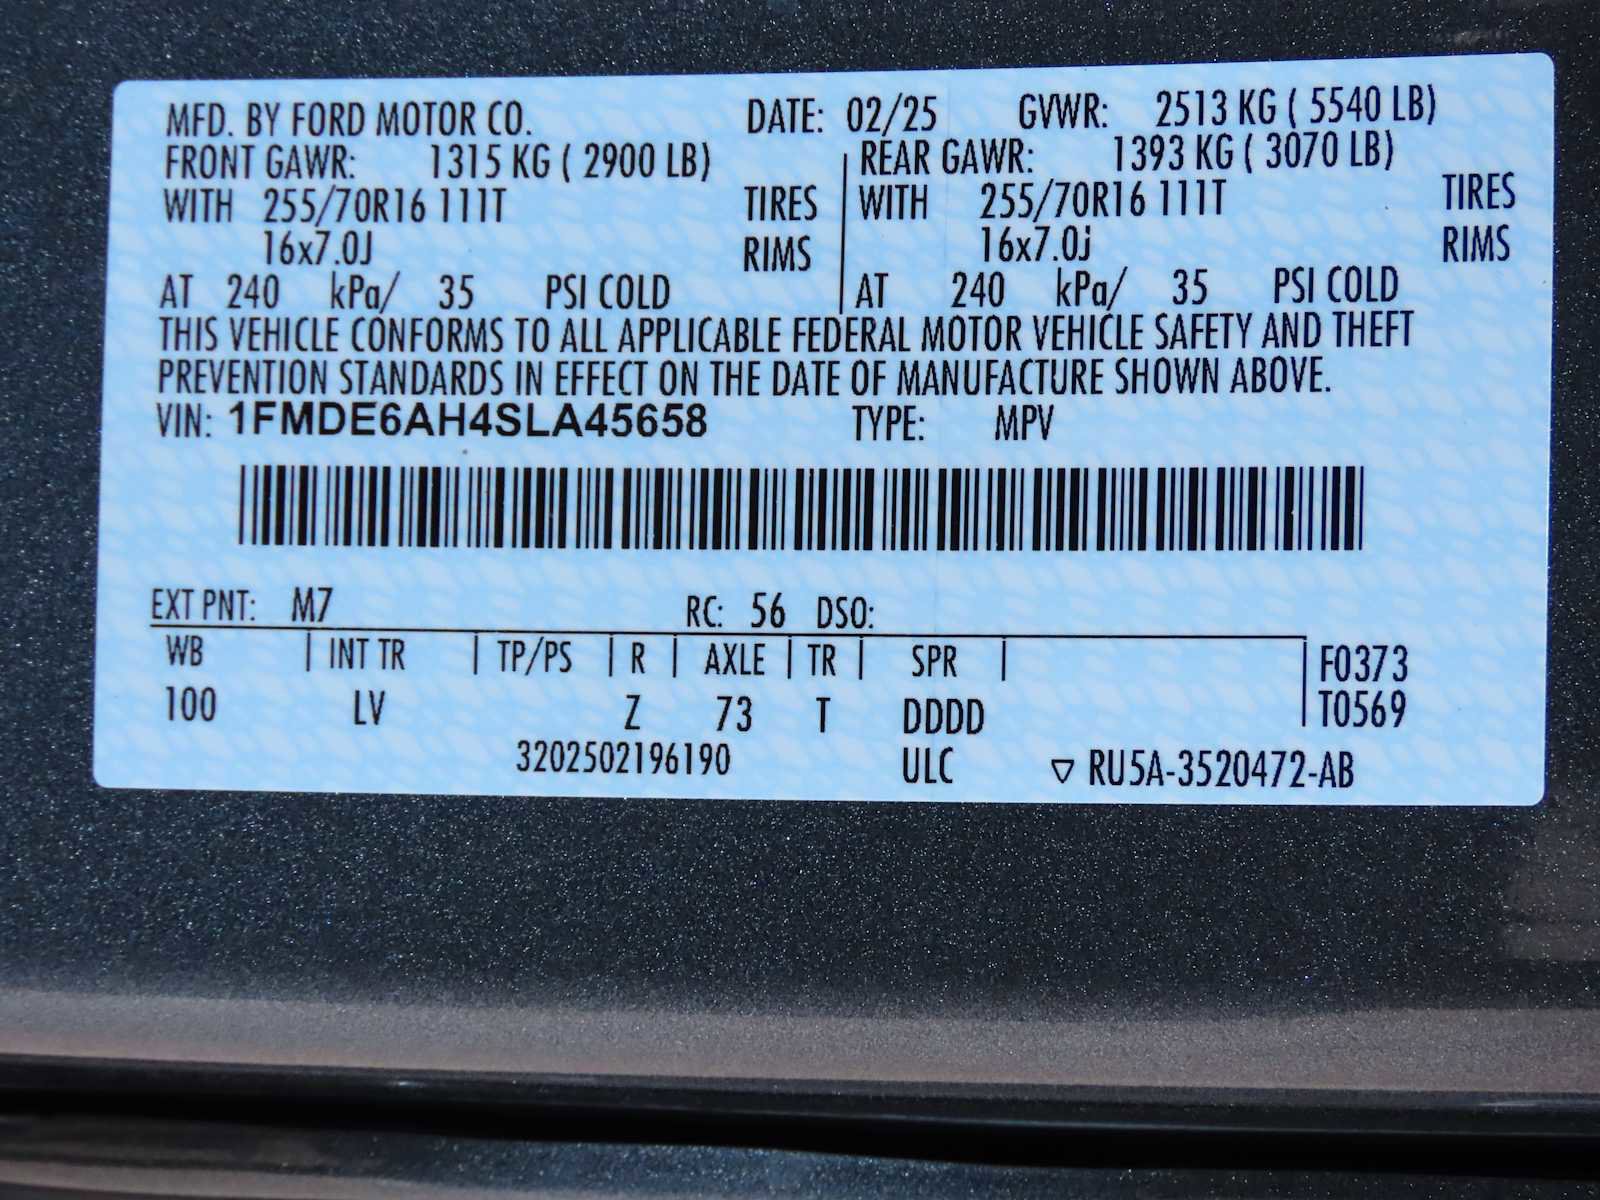 MFD. BY FORD MOTOR CO. DATE: 02/25 GVWR: 2513 KG ( 5540 LB)
FRONT GAWR: 1315 KG ( 2900 LB) REAR GAWR: 1393 KG ( 3070 LB)
WITH 255/70R16 111T TIRES WITH 255/70R16 111T TIRES
16x7.0J RIMS 16x7.0j RIMS
AT 240 kPa/ 35 PSI COLD AT 240 kPa/ 35 PSI COLD
THIS VEHICLE CONFORMS TO ALL APPLICABLE FEDERAL MOTOR VEHICLE SAFETY AND THEFT
PREVENTION STANDARDS IN EFFECT ON THE DATE OF MANUFACTURE SHOWN ABOVE.
VIN: 1FMDE6AH4SLA45658 TYPE: MPV
EXT PNT: M7 RC: 56 DSO:
WB INT TR TP/PS R AXLE TR SPR F0373
100 LV Z 73 T DDDD T0569
3202502196190 ULC ▽ RU5A-3520472-AB